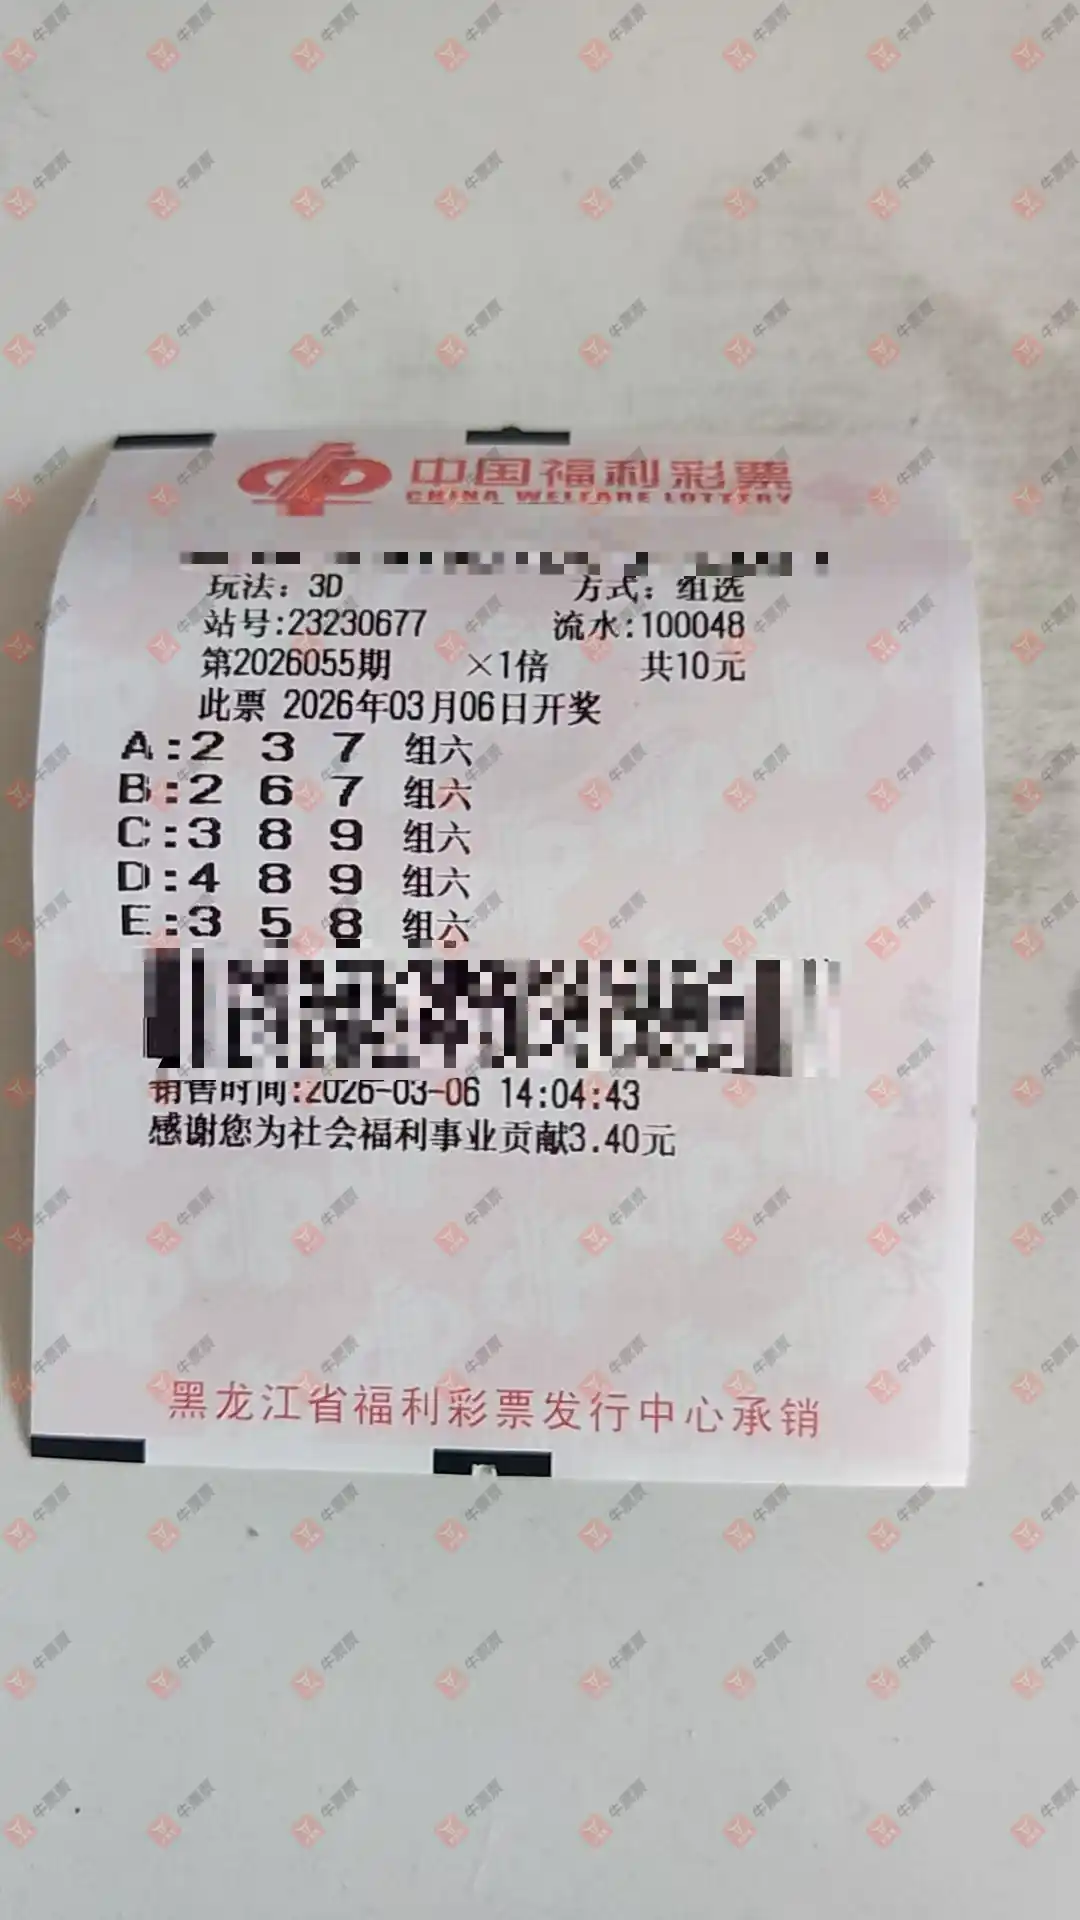 中国福利彩票
CHINA WELFARE LOTTERY
玩法：3D 方式：组选
站号:23230677 流水:100048
第2026055期 ×1倍 共10元
此票 2026年03月06日开奖
A:2 3 7 组六
B:2 6 7 组六
C:3 8 9 组六
D:4 8 9 组六
E:3 5 8 组六
销售时间:2026-03-06 14:04:43
感谢您为社会福利事业贡献3.40元
黑龙江省福利彩票发行中心承销
牛票票